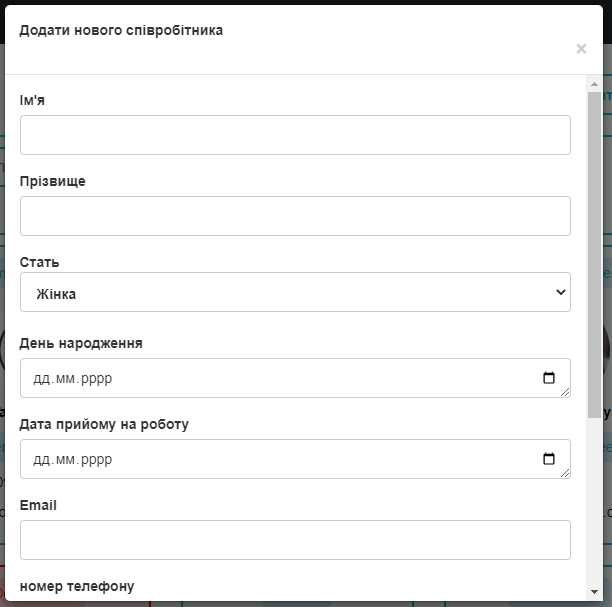 Додати нового співробітника
×
Ім'я
Прізвище
Стать
Жінка
День народження
дд.мм.рррр
Дата прийому на роботу
дд.мм.рррр
Email
номер телефону